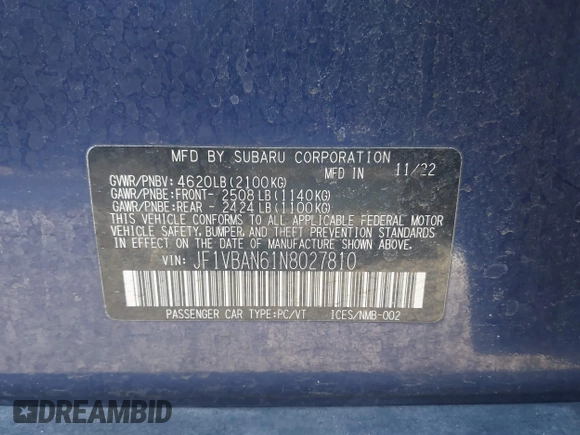 MFD BY SUBARU CORPORATION
MFD IN 11/22
GVWR/PNBV: 4620LB(2100KG)
GAWR/PNBE:FRONT- 2508LB(1140KG)
GAWR/PNBE:REAR - 2424LB(1100KG)
THIS VEHICLE CONFORMS TO ALL APPLICABLE FEDERAL MOTOR
VEHICLE SAFETY, BUMPER, AND THEFT PREVENTION STANDARDS
IN EFFECT ON THE DATE OF MANUFACTURE SHOWN ABOVE.
VIN: JF1VBAN61N8027810
PASSENGER CAR TYPE:PC/VT ICES/NMB-002
DREAMBID